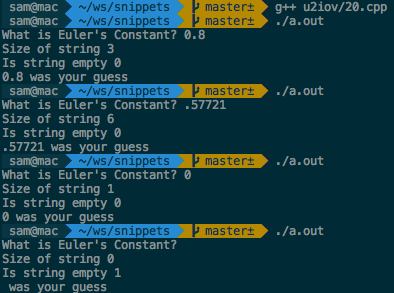 sam@mac ~/ws/snippets master± g++ u2iov/20.cpp
sam@mac ~/ws/snippets master± ./a.out
What is Euler's Constant? 0.8
Size of string 3
Is string empty 0
0.8 was your guess
sam@mac ~/ws/snippets master± ./a.out
What is Euler's Constant? .57721
Size of string 6
Is string empty 0
.57721 was your guess
sam@mac ~/ws/snippets master± ./a.out
What is Euler's Constant? 0
Size of string 1
Is string empty 0
0 was your guess
sam@mac ~/ws/snippets master± ./a.out
What is Euler's Constant?
Size of string 0
Is string empty 1
 was your guess